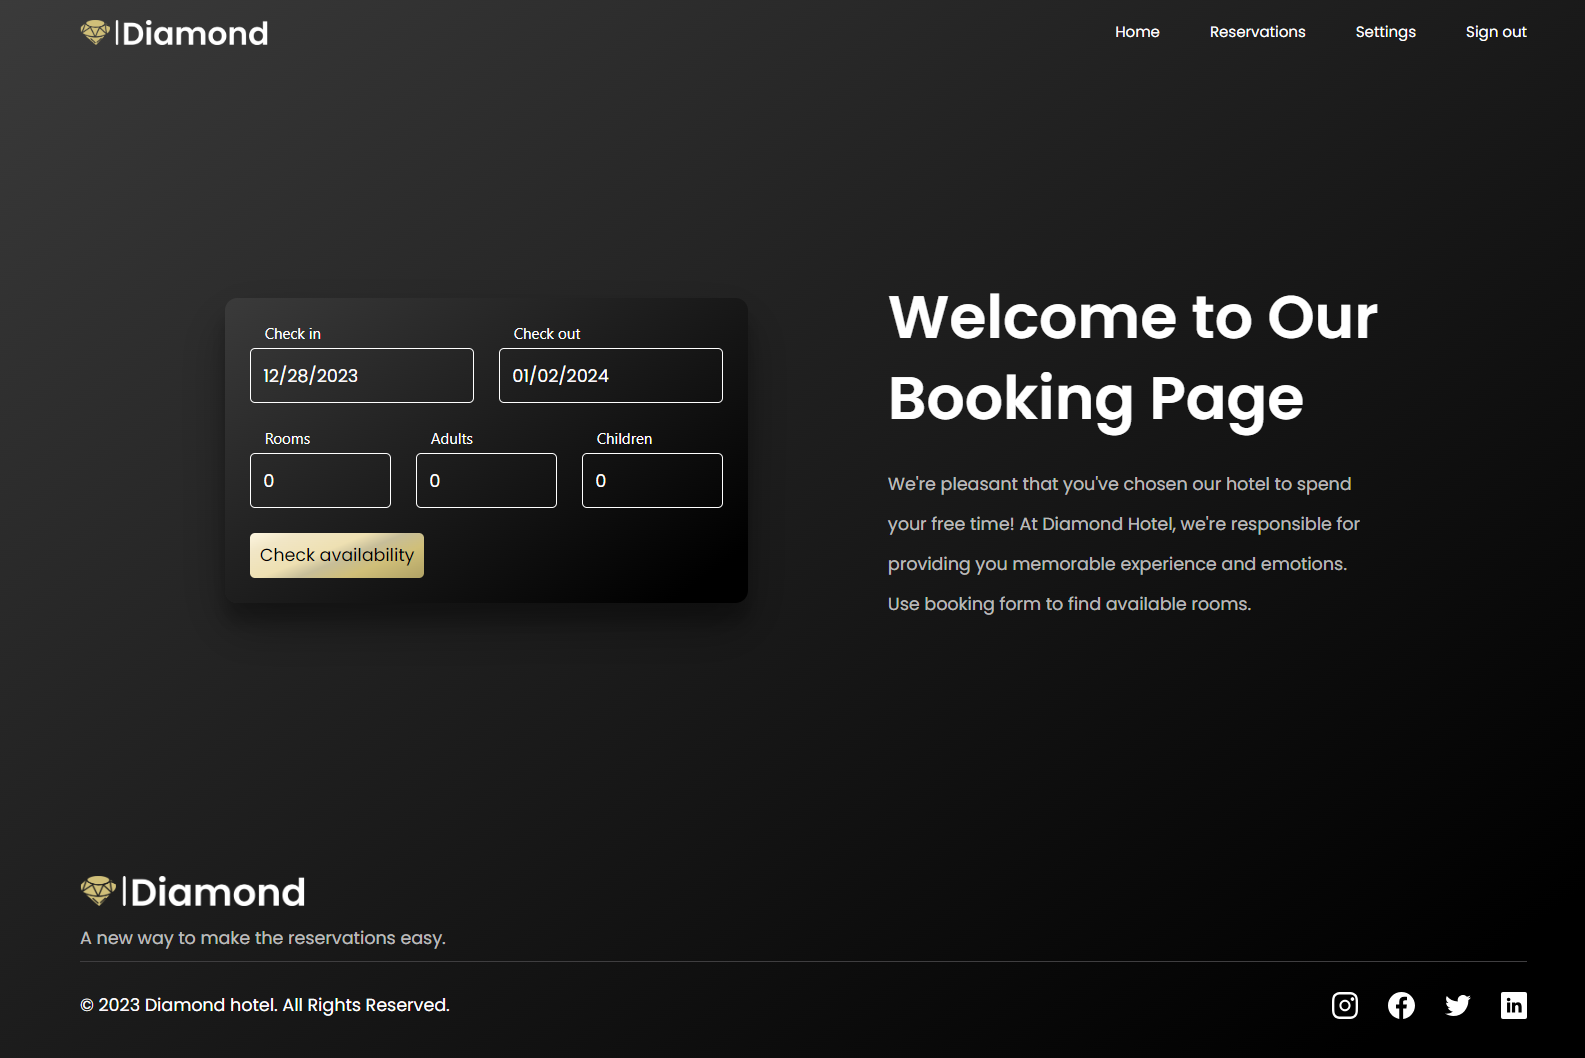 Diamond
Home Reservations Settings Sign out
Check in Check out
12/28/2023 01/02/2024
Rooms Adults Children
0 0 0
Check availability
Welcome to Our
Booking Page
We're pleasant that you've chosen our hotel to spend
your free time! At Diamond Hotel, we're responsible for
providing you memorable experience and emotions.
Use booking form to find available rooms.
Diamond
A new way to make the reservations easy.
© 2023 Diamond hotel. All Rights Reserved.
in